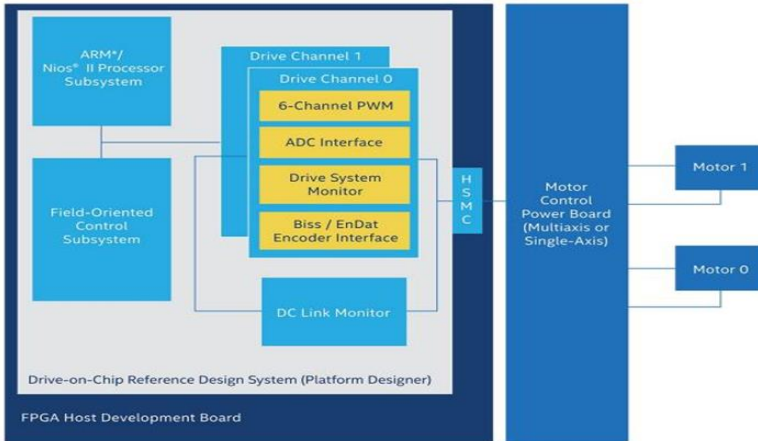 ARM*/
Nios® II Processor
Subsystem
Field-Oriented
Control
Subsystem
Drive Channel 1
Drive Channel 0
6-Channel PWM
ADC Interface
Drive System
Monitor
Biss / EnDat
Encoder Interface
DC Link Monitor
H
S
M
C
Motor
Control
Power Board
(Multiaxis or
Single-Axis)
Motor 1
Motor 0
Drive-on-Chip Reference Design System (Platform Designer)
FPGA Host Development Board